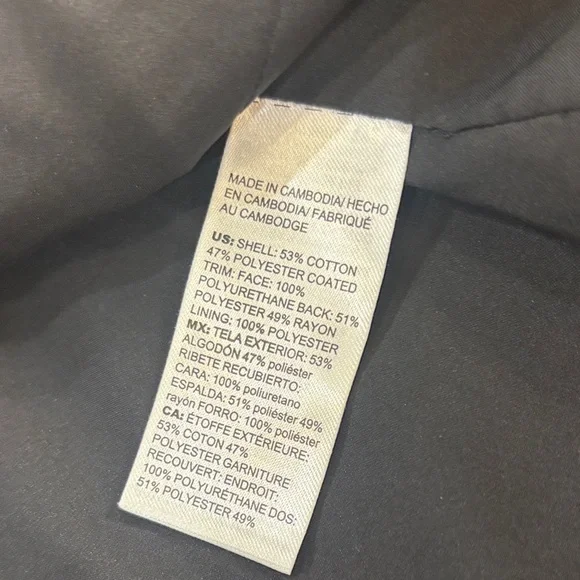 MADE IN CAMBODIA/ HECHO
EN CAMBODIA/ FABRIQUÉ
AU CAMBODGE
US: SHELL: 53% COTTON
47% POLYESTER COATED
TRIM: FACE: 100%
POLYURETHANE BACK: 51%
POLYESTER 49% RAYON
LINING: 100% POLYESTER
MX: TELA EXTERIOR: 53%
ALGODÓN 47% poliéster
RIBETE RECUBIERTO:
CARA: 100% poliuretano
ESPALDA: 51% poliéster 49%
rayón FORRO: 100% poliéster
CA: ÉTOFFE EXTÉRIEURE:
53% COTON 47%
POLYESTER GARNITURE
RECOUVERT: ENDROIT:
100% POLYURÉTHANE DOS:
51% POLYESTER 49%